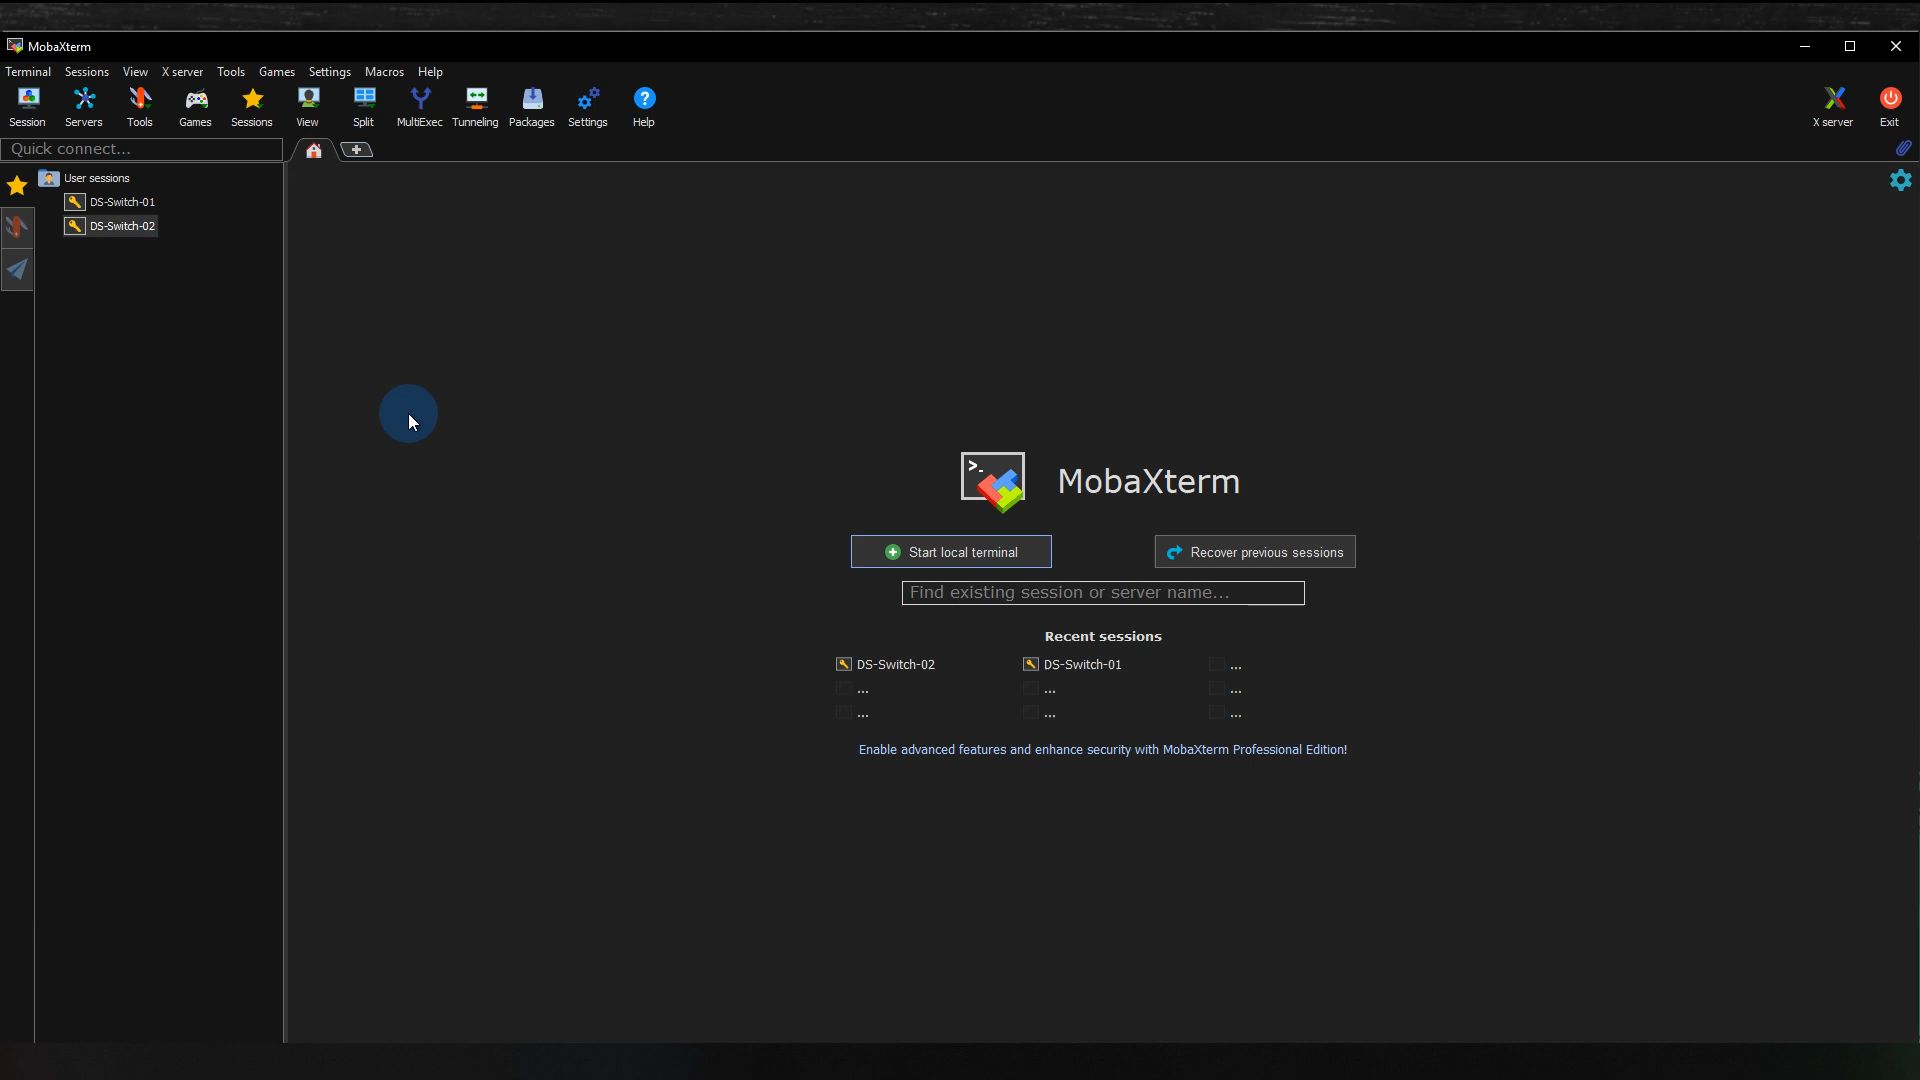 MobaXterm
Terminal Sessions View X server Tools Games Settings Macros Help
Session Servers Tools Games Sessions View Split MultiExec Tunneling Packages Settings Help X server Exit
Quick connect...
User sessions
DS-Switch-01
DS-Switch-02
>_ MobaXterm
Start local terminal Recover previous sessions
Find existing session or server name...
Recent sessions
DS-Switch-02 DS-Switch-01 ...
... ... ...
... ... ...
Enable advanced features and enhance security with MobaXterm Professional Edition!